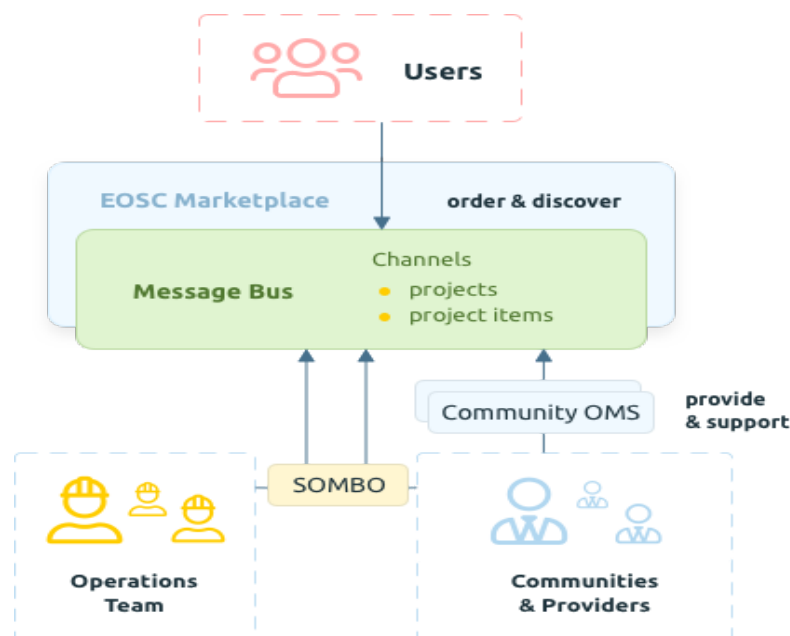 Users
EOSC Marketplace
order & discover
Message Bus
Channels
projects
project items
Community OMS
provide
& support
SOMBO
Operations
Team
Communities
& Providers